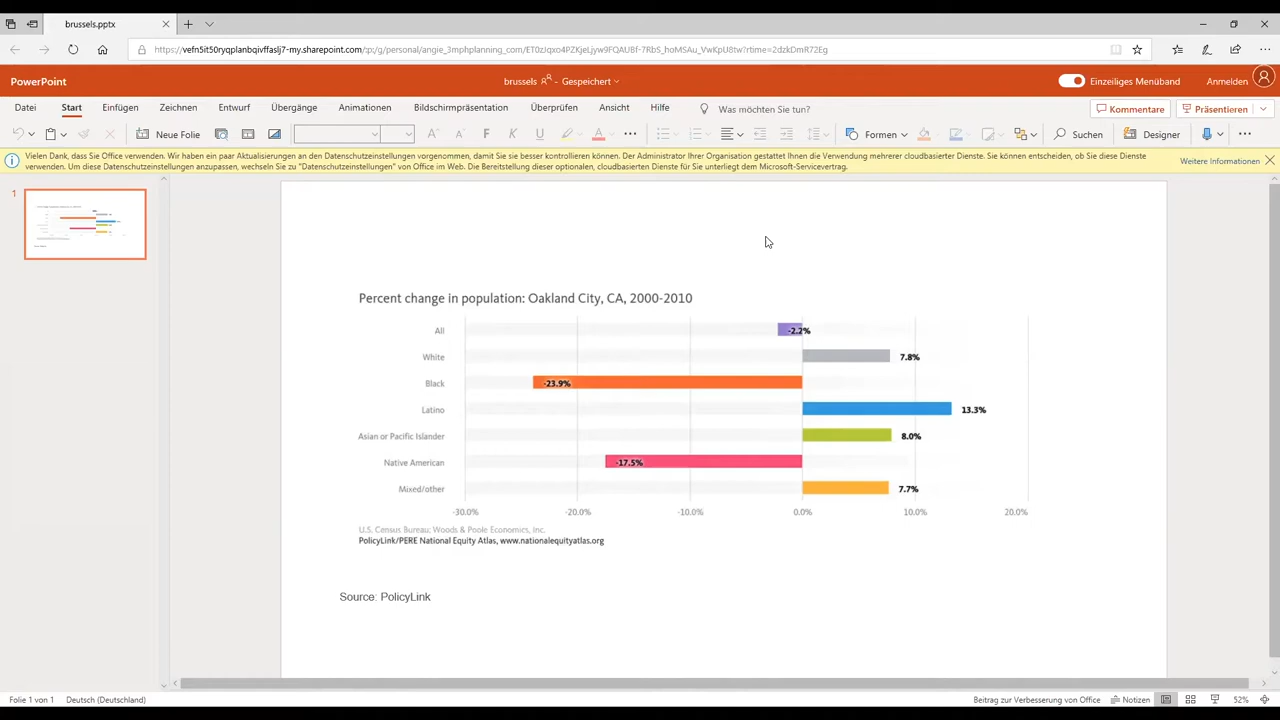 brussels.pptx
https://vefn5it50ryqplanbqivffaslj7-my.sharepoint.com/:p:/g/personal/angie_3mphplanning_com/ET0zJqxo4PZKjeLjyw9FQAUBf-7RbS_hoMSAu_VwKpU8tw?rtime=2dzkDmR72Eg
PowerPoint
brussels
- Gespeichert
Einzeiliges Menüband
Anmelden
Datei Start Einfügen Zeichnen Entwurf Übergänge Animationen Bildschirmpräsentation Überprüfen Ansicht Hilfe Was möchten Sie tun? Kommentare Präsentieren
Neue Folie F K U A Formen Suchen Designer
Vielen Dank, dass Sie Office verwenden. Wir haben ein paar Aktualisierungen an den Datenschutzeinstellungen vorgenommen, damit Sie sie besser kontrollieren können. Der Administrator Ihrer Organisation gestattet Ihnen die Verwendung mehrerer cloudbasierter Dienste. Sie können entscheiden, ob Sie diese Dienste
verwenden. Um diese Datenschutzeinstellungen anzupassen, wechseln Sie zu "Datenschutzeinstellungen" von Office im Web. Die Bereitstellung dieser optionalen, cloudbasierten Dienste für Sie unterliegt dem Microsoft-Servicevertrag.
Weitere Informationen
1
Percent change in population: Oakland City, CA, 2000-2010
All -2.2%
White 7.8%
Black -23.9%
Latino 13.3%
Asian or Pacific Islander 8.0%
Native American -17.5%
Mixed/other 7.7%
-30.0% -20.0% -10.0% 0.0% 10.0% 20.0%
U.S. Census Bureau; Woods & Poole Economics, Inc.
PolicyLink/PERE National Equity Atlas, www.nationalequityatlas.org
Source: PolicyLink
Folie 1 von 1 Deutsch (Deutschland) Beitrag zur Verbesserung von Office Notizen 52%